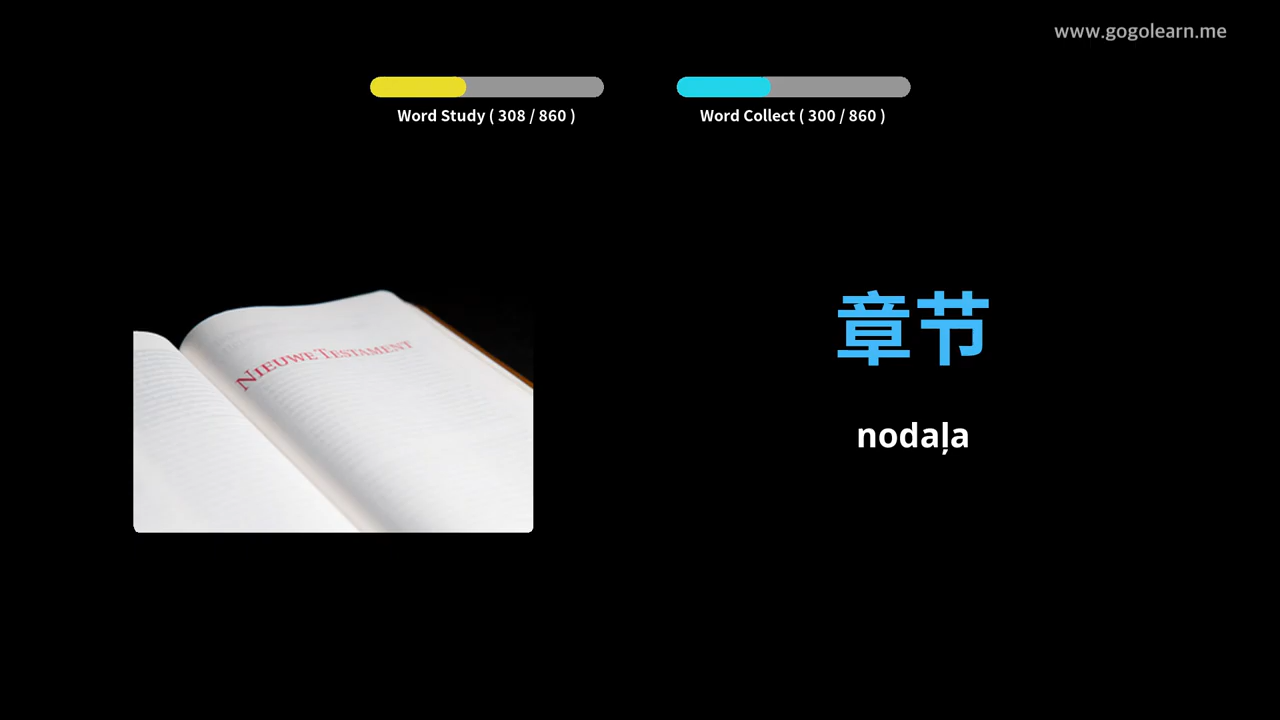 www.gogolearn.me
Word Study ( 308 / 860 )
Word Collect ( 300 / 860 )
NIEUWE TESTAMENT
章节
nodaļa